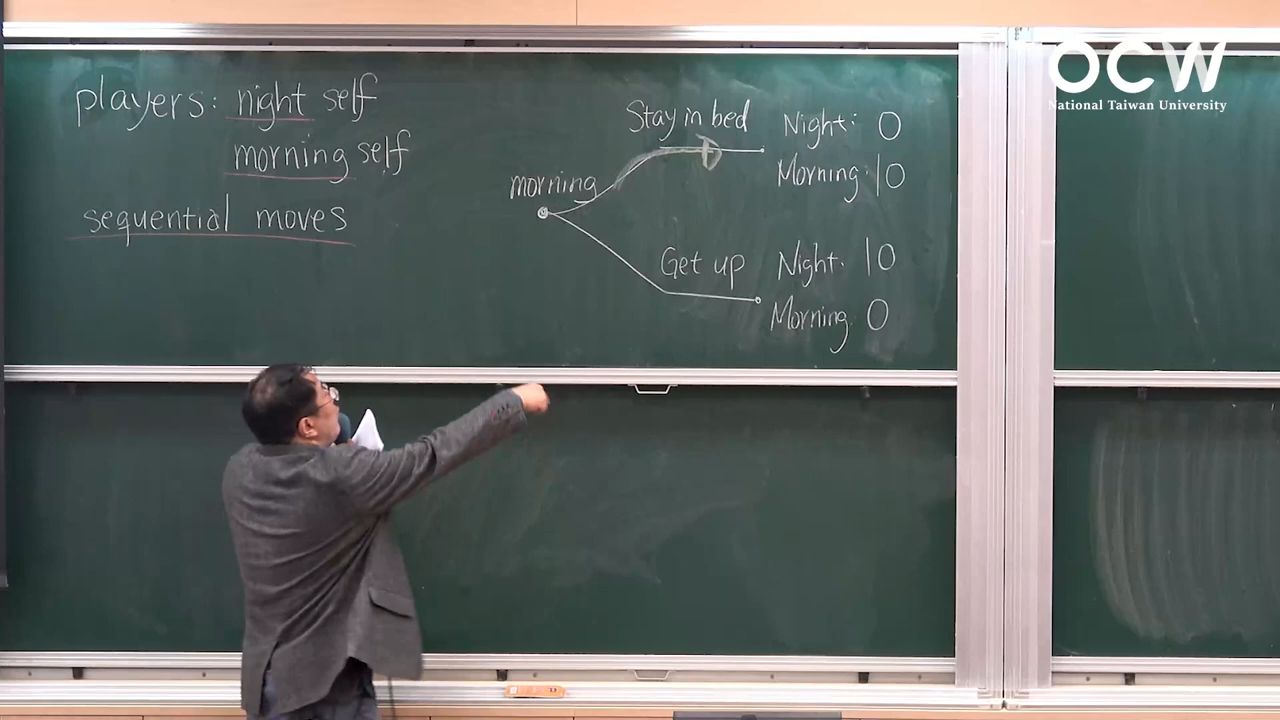 players: night self
morning self
sequential moves
morning
Stay in bed
Night: 0
Morning: 10
Get up
Night: 10
Morning: 0
OCW
National Taiwan University